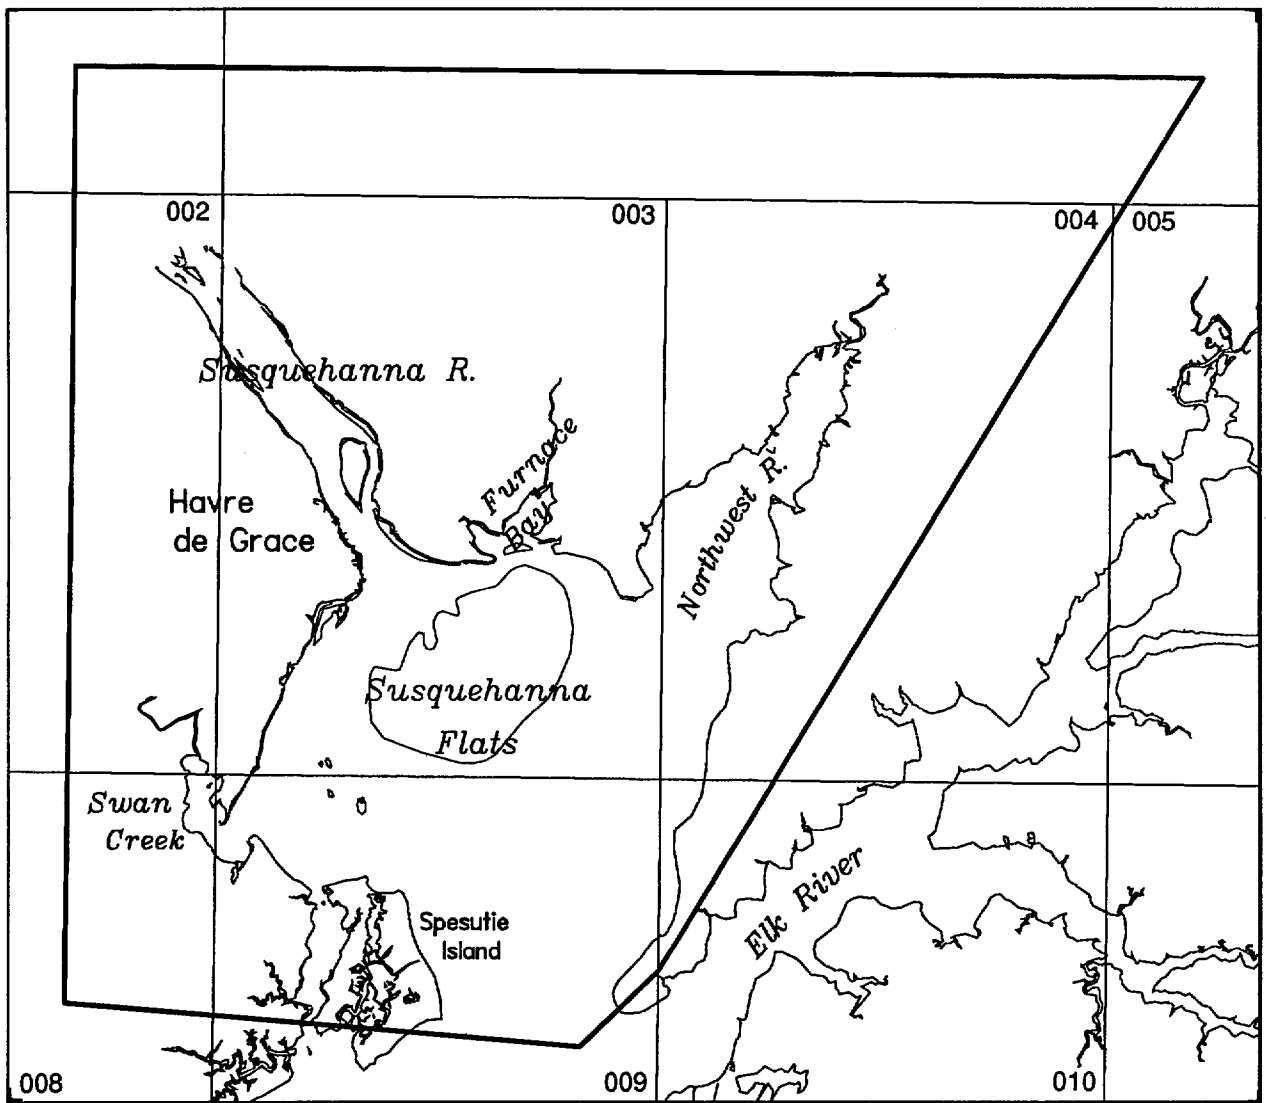 002
003
004
005
Susquehanna R.
Furnace
Bay
Havre
de Grace
Northwest R.
Susquehanna
Flats
Swan
Creek
Elk River
Spesutie
Island
008
009
010